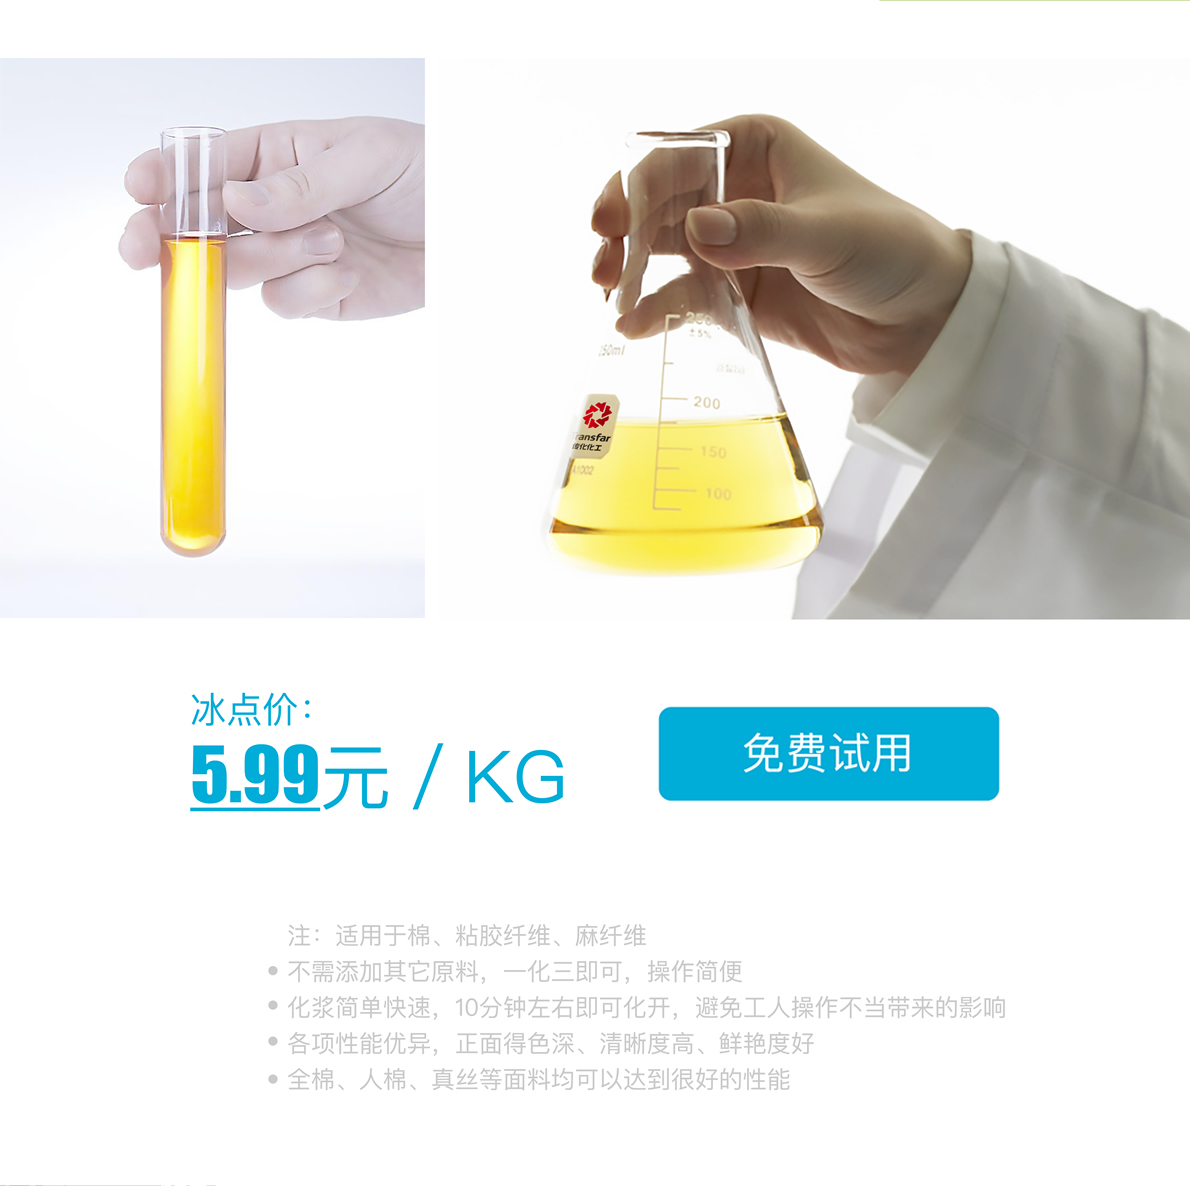 250
±5%
200
150
100
Transfar
A1002
冰点价：
5.99元 / KG
免费试用
注：适用于棉、粘胶纤维、麻纤维
不需添加其它原料，一化三即可，操作简便
化浆简单快速，10分钟左右即可化开，避免工人操作不当带来的影响
各项性能优异，正面得色深、清晰度高、鲜艳度好
全棉、人棉、真丝等面料均可以达到很好的性能